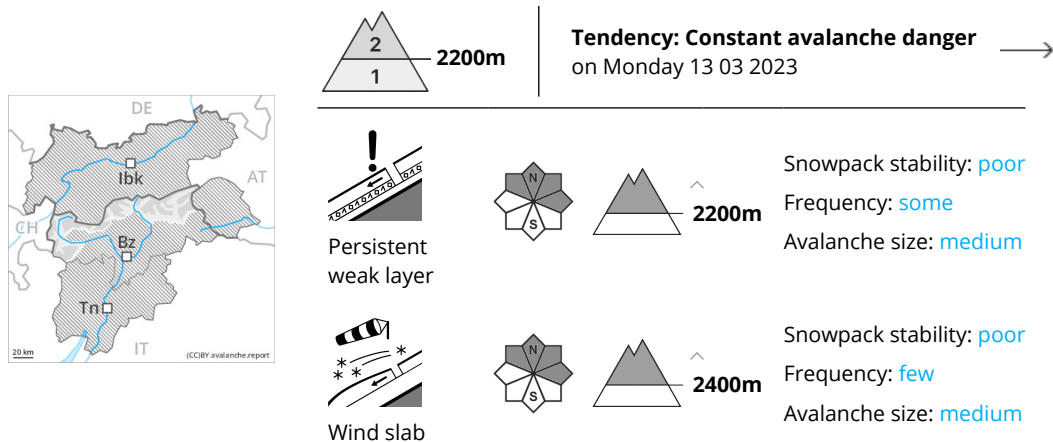 2
1
2200m
Tendency: Constant avalanche danger
on Monday 13 03 2023
DE
AT
Ibk
CH
Bz
Tn
IT
20 km
(CC)BY avalanche.report
N
S
2200m
Persistent
weak layer
Snowpack stability: poor
Frequency: some
Avalanche size: medium
N
S
2400m
Wind slab
Snowpack stability: poor
Frequency: few
Avalanche size: medium